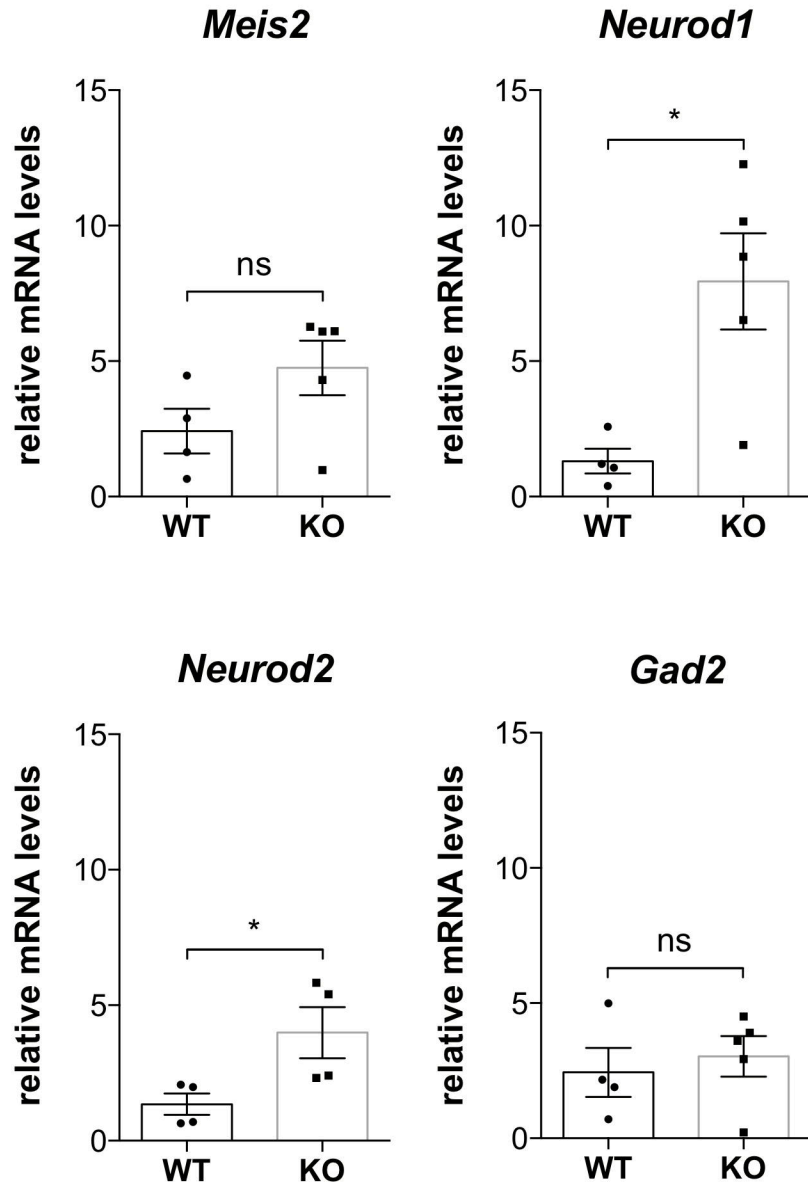 Meis2
15
10
5
0
relative mRNA levels
ns
WT KO
Neurod1
15
10
5
0
relative mRNA levels
*
WT KO
Neurod2
15
10
5
0
relative mRNA levels
*
WT KO
Gad2
15
10
5
0
relative mRNA levels
ns
WT KO